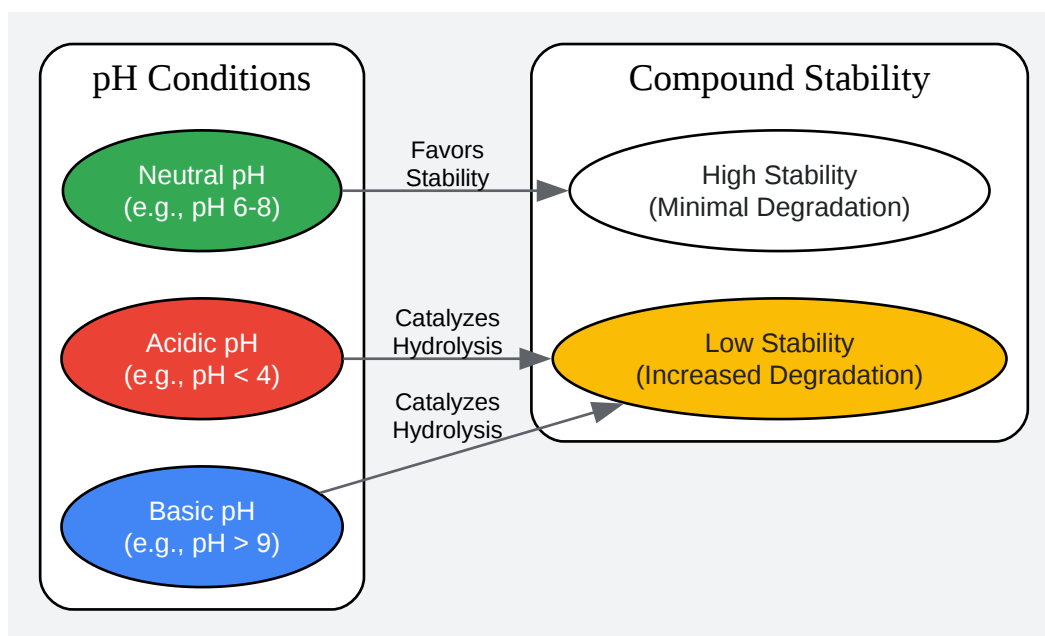 pH Conditions
Compound Stability
Neutral pH
(e.g., pH 6-8)
Favors
Stability
High Stability
(Minimal Degradation)
Acidic pH
(e.g., pH < 4)
Catalyzes
Hydrolysis
Low Stability
(Increased Degradation)
Catalyzes
Hydrolysis
Basic pH
(e.g., pH > 9)